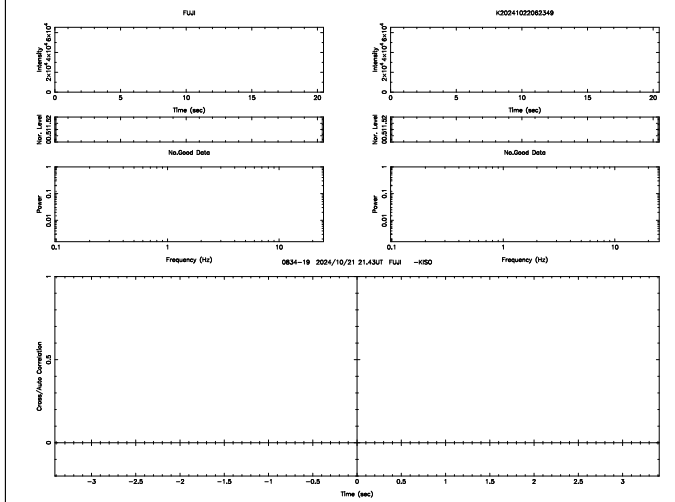 FUJI
K20241022062349
Intensity
2×10⁴ 4×10⁴ 6×10⁴
0 5 10 15 20
Time (sec)
Intensity
2×10⁴ 4×10⁴ 6×10⁴
0 5 10 15 20
Time (sec)
Nor. Level
00.511.52
No.Good Data
Nor. Level
00.511.52
No.Good Data
Power
0.01 0.1 1
0.1 1 10
Frequency (Hz)
Power
0.01 0.1 1
0.1 1 10
Frequency (Hz)
0834-19 2024/10/21 21.43UT FUJI -KISO
Cross/Auto Correlation
0 0.5 1
-3 -2.5 -2 -1.5 -1 -0.5 0 0.5 1 1.5 2 2.5 3
Time (sec)